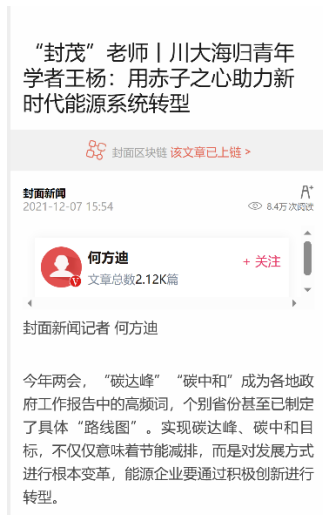 “封茂”老师丨川大海归青年
学者王杨：用赤子之心助力新
时代能源系统转型
封面区块链 该文章已上链 >
封面新闻
2021-12-07 15:54
8.4万次阅读
何方迪
+ 关注
文章总数2.12K篇
封面新闻记者 何方迪
今年两会，“碳达峰”“碳中和”成为各地政
府工作报告中的高频词，个别省份甚至已制定
了具体“路线图”。实现碳达峰、碳中和目
标，不仅仅意味着节能减排，而是对发展方式
进行根本变革，能源企业要通过积极创新进行
转型。